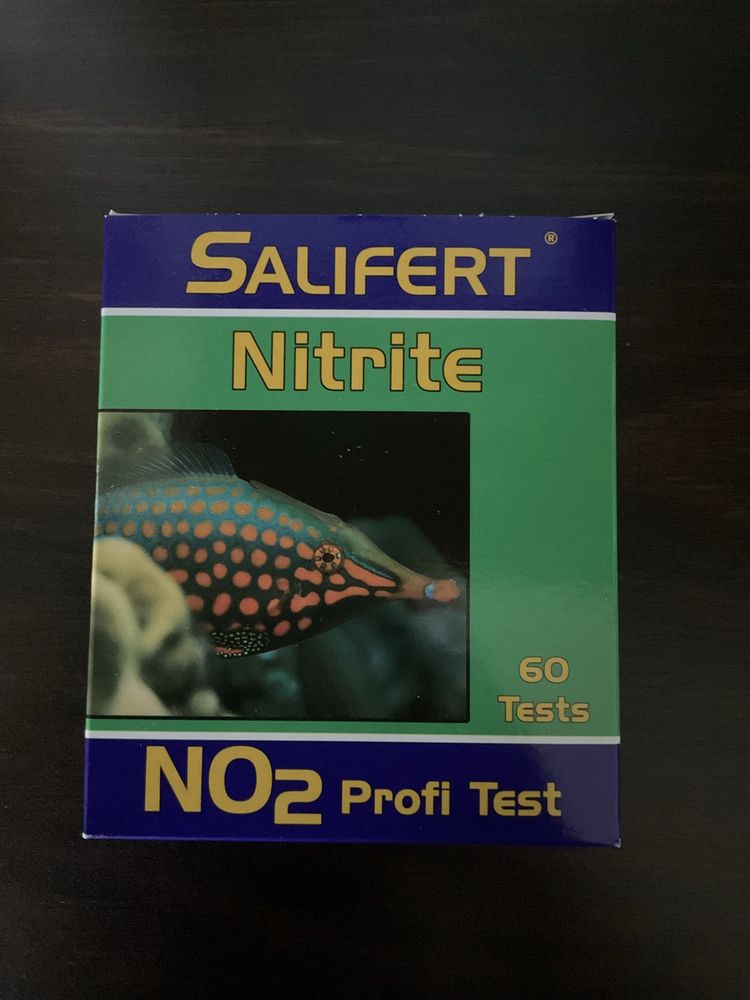 SALIFERT®
Nitrite
60
Tests
NO2 Profi Test